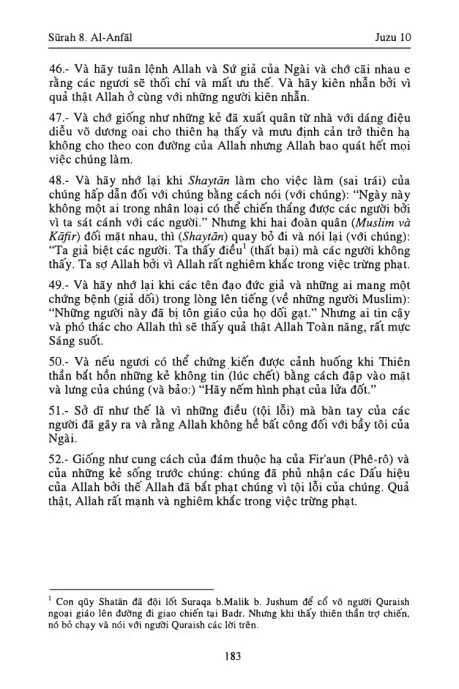 Sūrah 8. Al-Anfāl Juzu 10
46.- Và hãy tuân lệnh Allah và Sứ giả của Ngài và chớ cãi nhau e
rằng các ngươi sẽ thối chí và mất ưu thế. Và hãy kiên nhẫn bởi vì
quả thật Allah ở cùng với những người kiên nhẫn.
47.- Và chớ giống như những kẻ đã xuất quân từ nhà với dáng điệu
diễu võ dương oai cho thiên hạ thấy và mưu định cản trở thiên hạ
không cho theo con đường của Allah nhưng Allah bao quát hết mọi
việc chúng làm.
48.- Và hãy nhớ lại khi Shaytān làm cho việc làm (sai trái) của
chúng hấp dẫn đối với chúng bằng cách nói (với chúng): “Ngày này
không một ai trong nhân loại có thể chiến thắng được các người bởi
vì ta sát cánh với các người.” Nhưng khi hai đoàn quân (Muslim và
Kāfir) đối mặt nhau, thì (Shaytān) quay bỏ đi và nói lại (với chúng):
“Ta giã biệt các người. Ta thấy điều¹ (thất bại) mà các người không
thấy. Ta sợ Allah bởi vì Allah rất nghiêm khắc trong việc trừng phạt.
49.- Và hãy nhớ lại khi các tên đạo đức giả và những ai mang một
chứng bệnh (giả dối) trong lòng lên tiếng (về những người Muslim):
“Những người này đã bị tôn giáo của họ đối gạt.” Nhưng ai tin cậy
và phó thác cho Allah thì sẽ thấy quả thật Allah Toàn năng, rất mực
Sáng suốt.
50.- Và nếu ngươi có thể chứng kiến được cảnh huống khi Thiên
thần bắt hồn những kẻ không tin (lúc chết) bằng cách đập vào mặt
và lưng của chúng (và bảo:) “Hãy nếm hình phạt của lửa đốt.”
51.- Sở dĩ như thế là vì những điều (tội lỗi) mà bàn tay của các
người đã gây ra và rằng Allah không hề bất công đối với bầy tôi của
Ngài.
52.- Giống như cung cách của đám thuộc hạ của Fir'aun (Phê-rô) và
của những kẻ sống trước chúng: chúng đã phủ nhận các Dấu hiệu
của Allah bởi thế Allah đã bắt phạt chúng vì tội lỗi của chúng. Quả
thật, Allah rất mạnh và nghiêm khắc trong việc trừng phạt.
¹ Con qũy Shatān đã đội lốt Suraqa b.Malik b. Jushum để cổ võ người Quraish
ngoại giáo lên đường đi giao chiến tại Badr. Nhưng khi thấy thiên thần trợ chiến,
nó bỏ chạy và nói với người Quraish các lời trên.
183